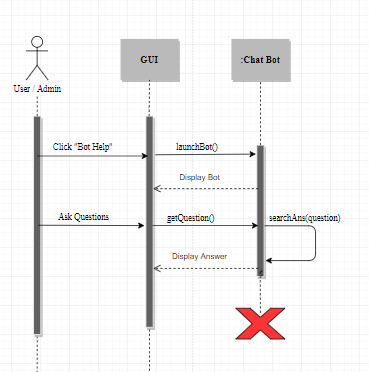 GUI
:Chat Bot
User / Admin
Click "Bot Help"
launchBot()
Display Bot
Ask Questions
getQuestion()
searchAns(question)
Display Answer